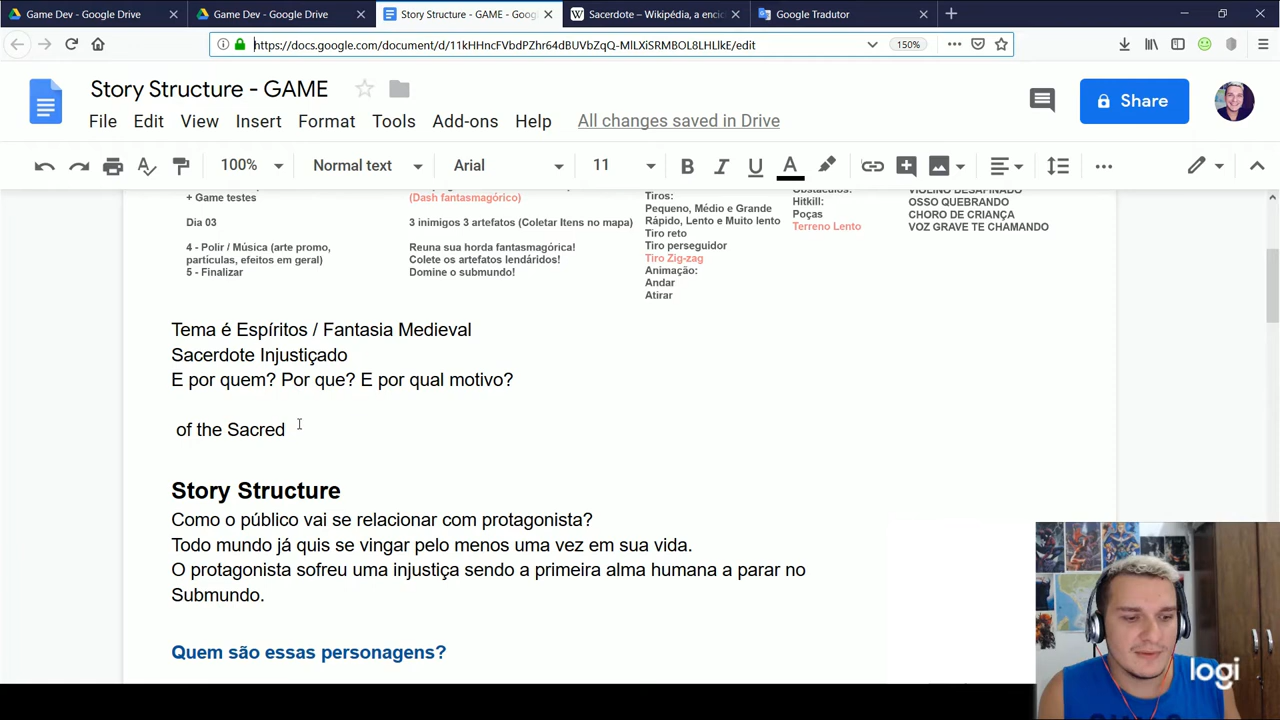 Game Dev - Google Drive
Game Dev - Google Drive
Story Structure - GAME - Goog
Sacerdote – Wikipédia, a encic
Google Tradutor
https://docs.google.com/document/d/11kHHncFVbdPZhr64dBUVbZqQ-MlLXiSRMBOL8LHLlkE/edit
150%
Story Structure - GAME
Share
File Edit View Insert Format Tools Add-ons Help All changes saved in Drive
100% Normal text Arial 11 B I U A
+ Game testes
Dia 03
4 - Polir / Música (arte promo,
partículas, efeitos em geral)
5 - Finalizar
(Dash fantasmagórico)
3 inimigos 3 artefatos (Coletar Itens no mapa)
Reuna sua horda fantasmagórica!
Colete os artefatos lendáridos!
Domine o submundo!
Tiros:
Pequeno, Médio e Grande
Rápido, Lento e Muito lento
Tiro reto
Tiro perseguidor
Tiro Zig-zag
Animação:
Andar
Atirar
Obstáculos:
Hitkill:
Poças
Terreno Lento
VIOLINO DESAFINADO
OSSO QUEBRANDO
CHORO DE CRIANÇA
VOZ GRAVE TE CHAMANDO
Tema é Espíritos / Fantasia Medieval
Sacerdote Injustiçado
E por quem? Por que? E por qual motivo?
of the Sacred
Story Structure
Como o público vai se relacionar com protagonista?
Todo mundo já quis se vingar pelo menos uma vez em sua vida.
O protagonista sofreu uma injustiça sendo a primeira alma humana a parar no
Submundo.
Quem são essas personagens?
logi